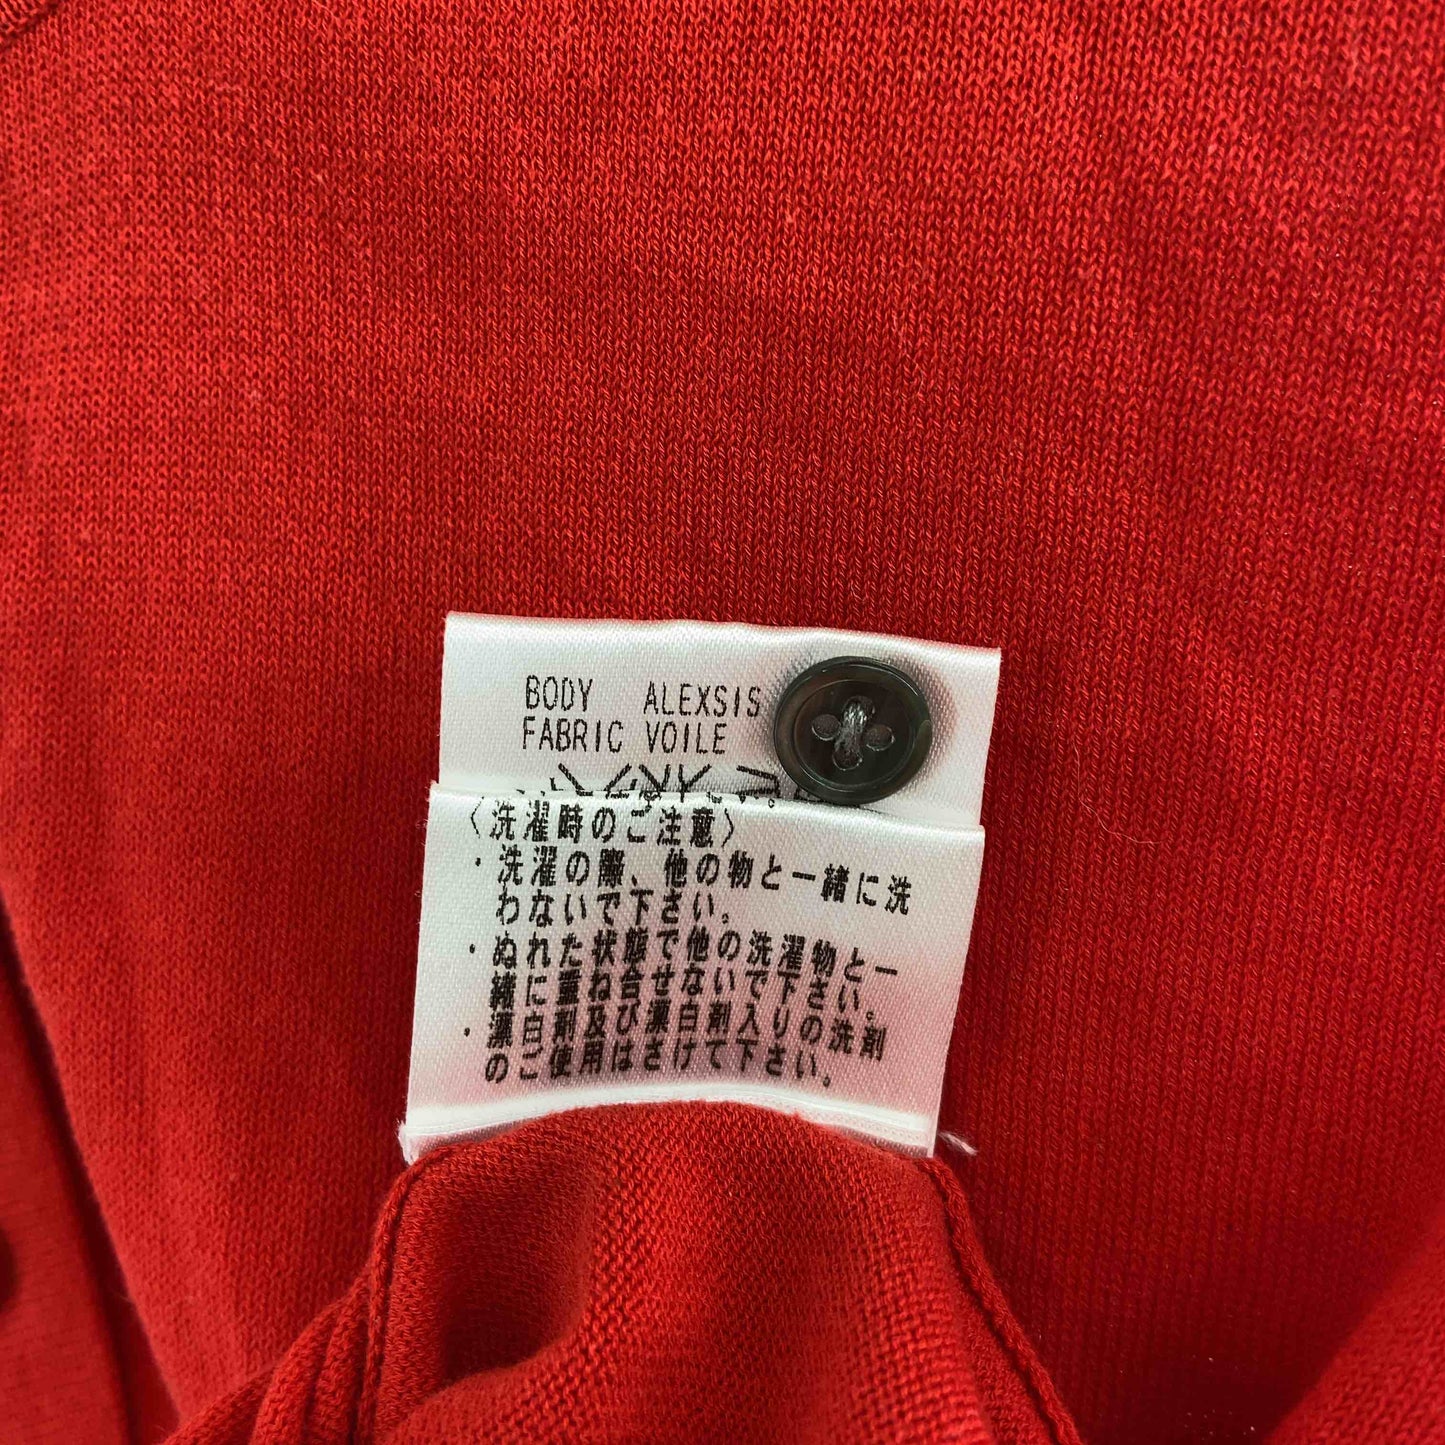 BODY ALEXSIS
FABRIC VOILE
〈洗濯時のご注意〉
・洗濯の際、他の物と一緒に洗
わないで下さい。
・ぬれた状態で他の洗濯物と一
緒に重ね合せないで下さい。
・漂白剤及び漂白剤入りの洗剤
のご使用はさけて下さい。